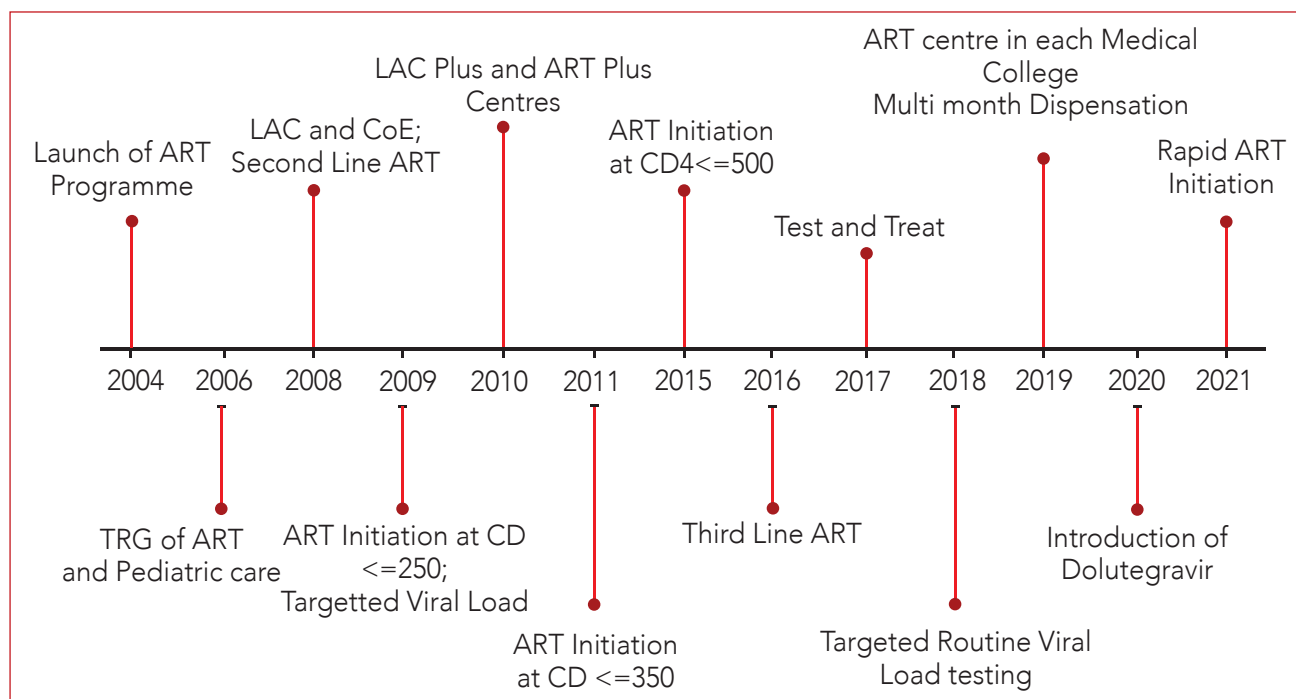 ART centre in each Medical
College
Multi month Dispensation
LAC Plus and ART Plus
Centres
LAC and CoE;
Second Line ART
ART Initiation
at CD4<=500
Launch of ART
Programme
Rapid ART
Initiation
Test and Treat
2004 2006 2008 2009 2010 2011 2015 2016 2017 2018 2019 2020 2021
TRG of ART
and Pediatric care
ART Initiation at CD
<=250;
Targetted Viral Load
Third Line ART
Introduction of
Dolutegravir
ART Initiation
at CD <=350
Targeted Routine Viral
Load testing